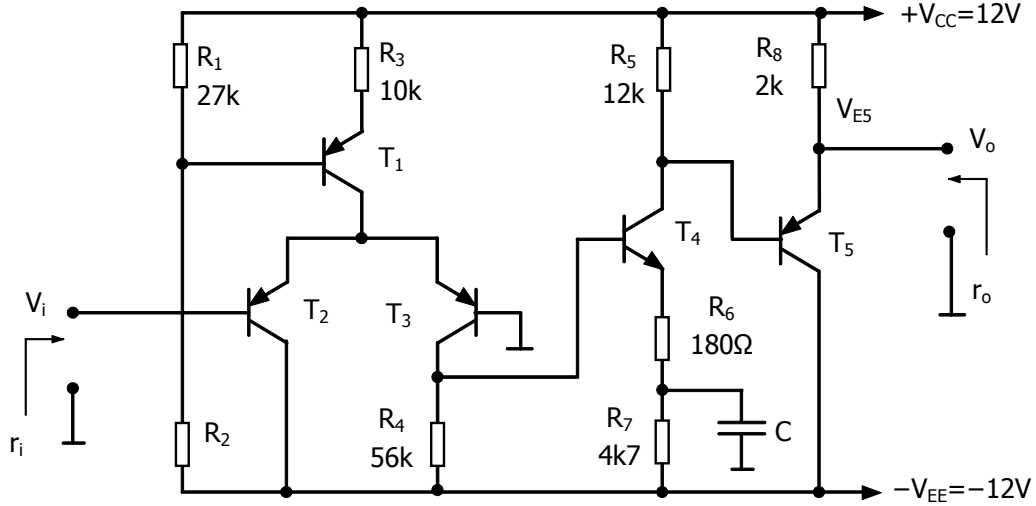 +V_CC=12V
R₁
27k
R₃
10k
R₅
12k
R₈
2k
V_E5
V_o
T₁
T₄
T₅
V_i
T₂
T₃
R₆
180Ω
r_o
R₂
R₄
56k
R₇
4k7
C
r_i
−V_EE=−12V